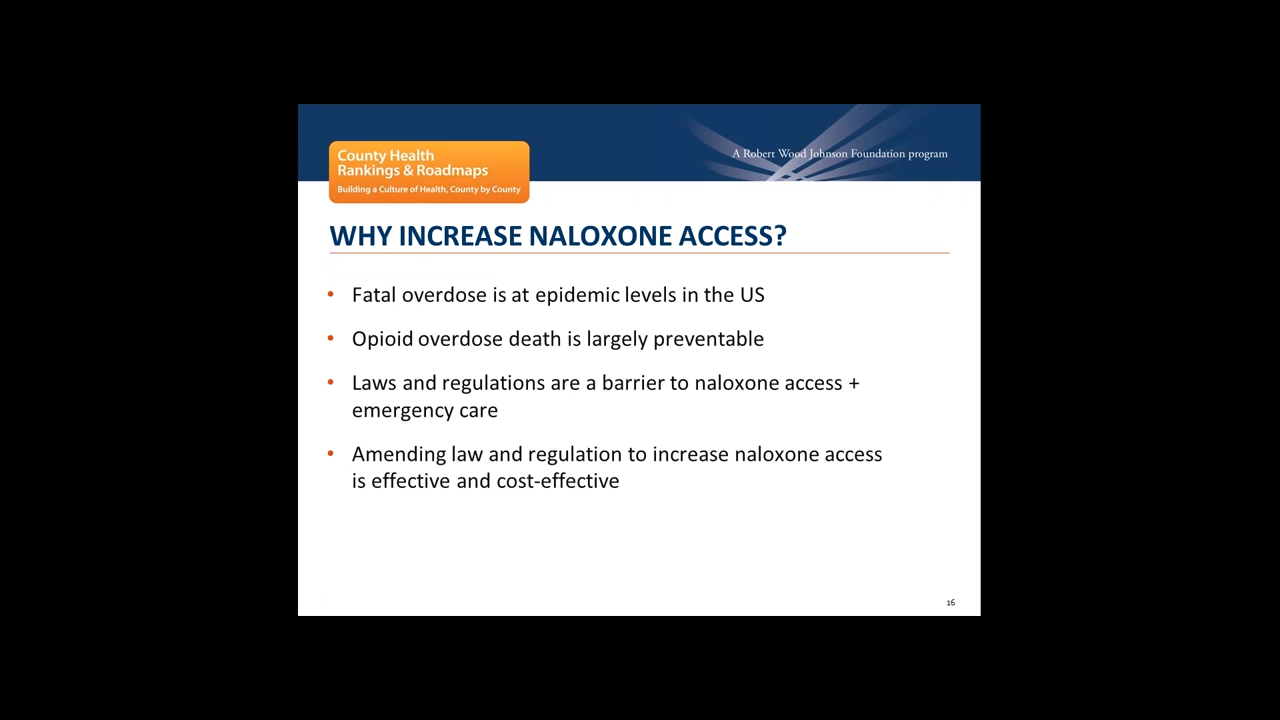 County Health
Rankings & Roadmaps
Building a Culture of Health, County by County
A Robert Wood Johnson Foundation program
WHY INCREASE NALOXONE ACCESS?
• Fatal overdose is at epidemic levels in the US
• Opioid overdose death is largely preventable
• Laws and regulations are a barrier to naloxone access +
emergency care
• Amending law and regulation to increase naloxone access
is effective and cost-effective
16